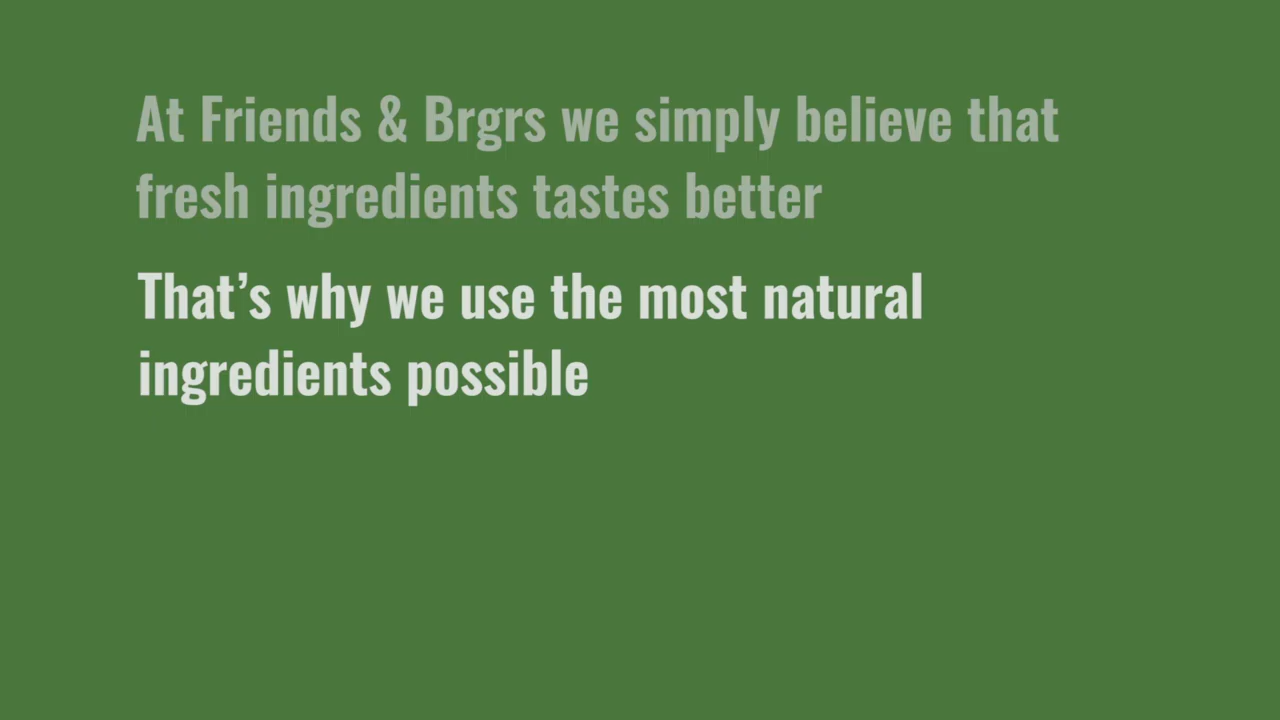 At Friends & Brgrs we simply believe that
fresh ingredients tastes better
That’s why we use the most natural
ingredients possible